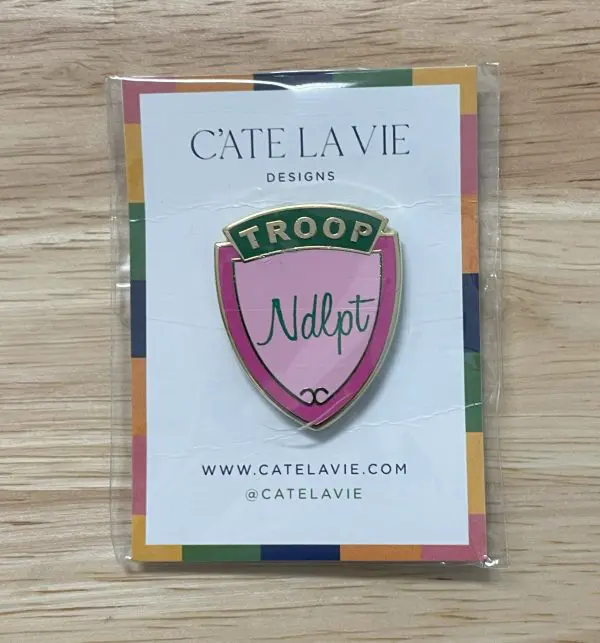 C'ATE LA VIE
DESIGNS
TROOP
Ndlpt
WWW.CATELAVIE.COM
@CATELAVIE